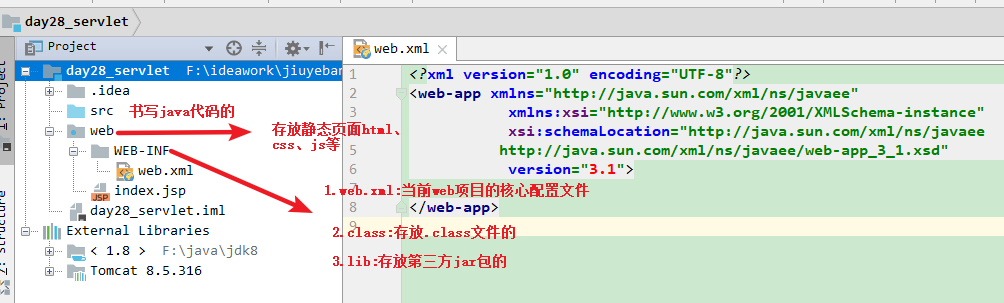 day28_servlet
Project
web.xml
day28_servlet F:\ideawork\jiuyeban
.idea
src 书写java代码的
web
存放静态页面html、
css、js等
WEB-INF
web.xml
index.jsp
day28_servlet.iml
External Libraries
< 1.8 > F:\java\jdk8
Tomcat 8.5.316
1: Project
7: Structure
1 <?xml version="1.0" encoding="UTF-8"?>
2 <web-app xmlns="http://java.sun.com/xml/ns/javaee"
3 xmlns:xsi="http://www.w3.org/2001/XMLSchema-instance"
4 xsi:schemaLocation="http://java.sun.com/xml/ns/javaee
5 http://java.sun.com/xml/ns/javaee/web-app_3_1.xsd"
6 version="3.1">
1.web.xml:当前web项目的核心配置文件
8 </web-app>
9
2.class:存放.class文件的
3.lib:存放第三方jar包的